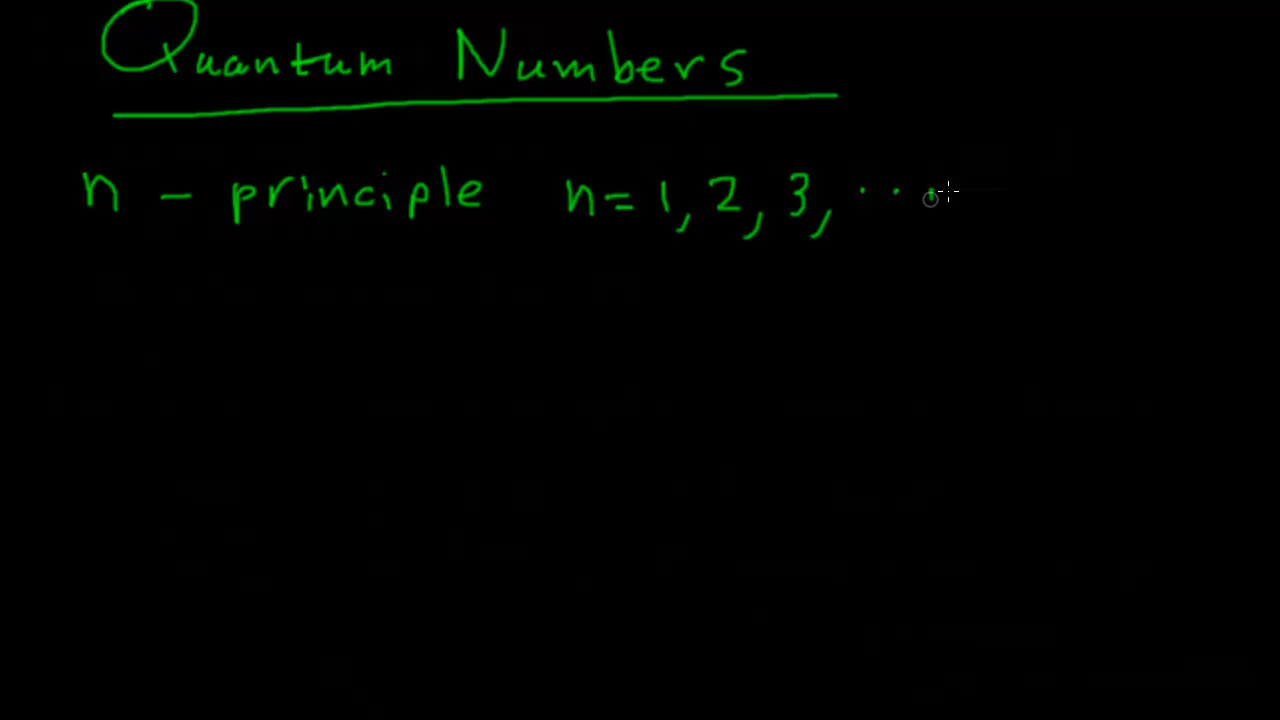 Quantum Numbers
n - principle n = 1, 2, 3, ...